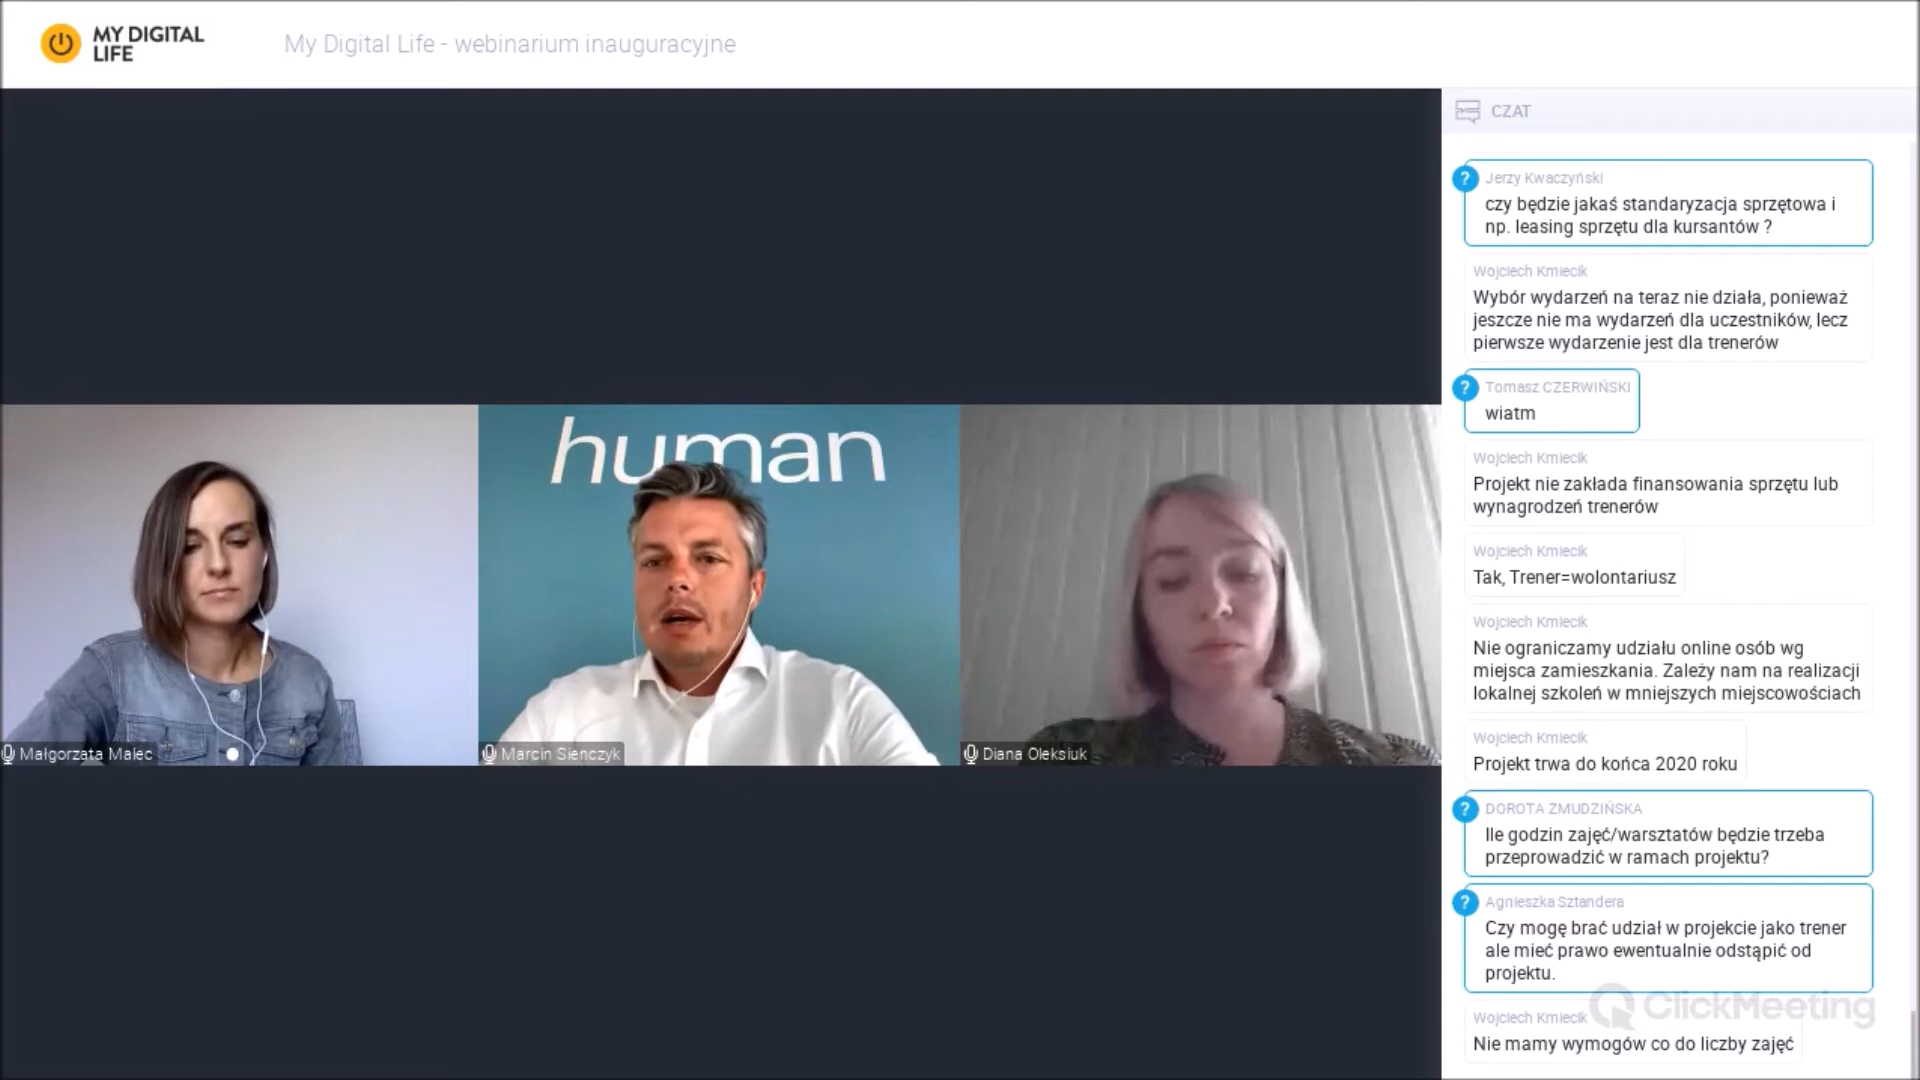 MY DIGITAL
LIFE
My Digital Life - webinarium inauguracyjne
CZAT
human
Małgorzata Malec
Marcin Sienczyk
Diana Oleksiuk
? Jerzy Kwaczyński
czy będzie jakaś standaryzacja sprzętowa i
np. leasing sprzętu dla kursantów ?
Wojciech Kmiecik
Wybór wydarzeń na teraz nie działa, ponieważ
jeszcze nie ma wydarzeń dla uczestników, lecz
pierwsze wydarzenie jest dla trenerów
? Tomasz CZERWIŃSKI
wiatm
Wojciech Kmiecik
Projekt nie zakłada finansowania sprzętu lub
wynagrodzeń trenerów
Wojciech Kmiecik
Tak, Trener=wolontariusz
Wojciech Kmiecik
Nie ograniczamy udziału online osób wg
miejsca zamieszkania. Zależy nam na realizacji
lokalnej szkoleń w mniejszych miejscowościach
Wojciech Kmiecik
Projekt trwa do końca 2020 roku
? DOROTA ZMUDZIŃSKA
Ile godzin zajęć/warsztatów będzie trzeba
przeprowadzić w ramach projektu?
? Agnieszka Sztandera
Czy mogę brać udział w projekcie jako trener
ale mieć prawo ewentualnie odstąpić od
projektu.
ClickMeeting
Wojciech Kmiecik
Nie mamy wymogów co do liczby zajęć